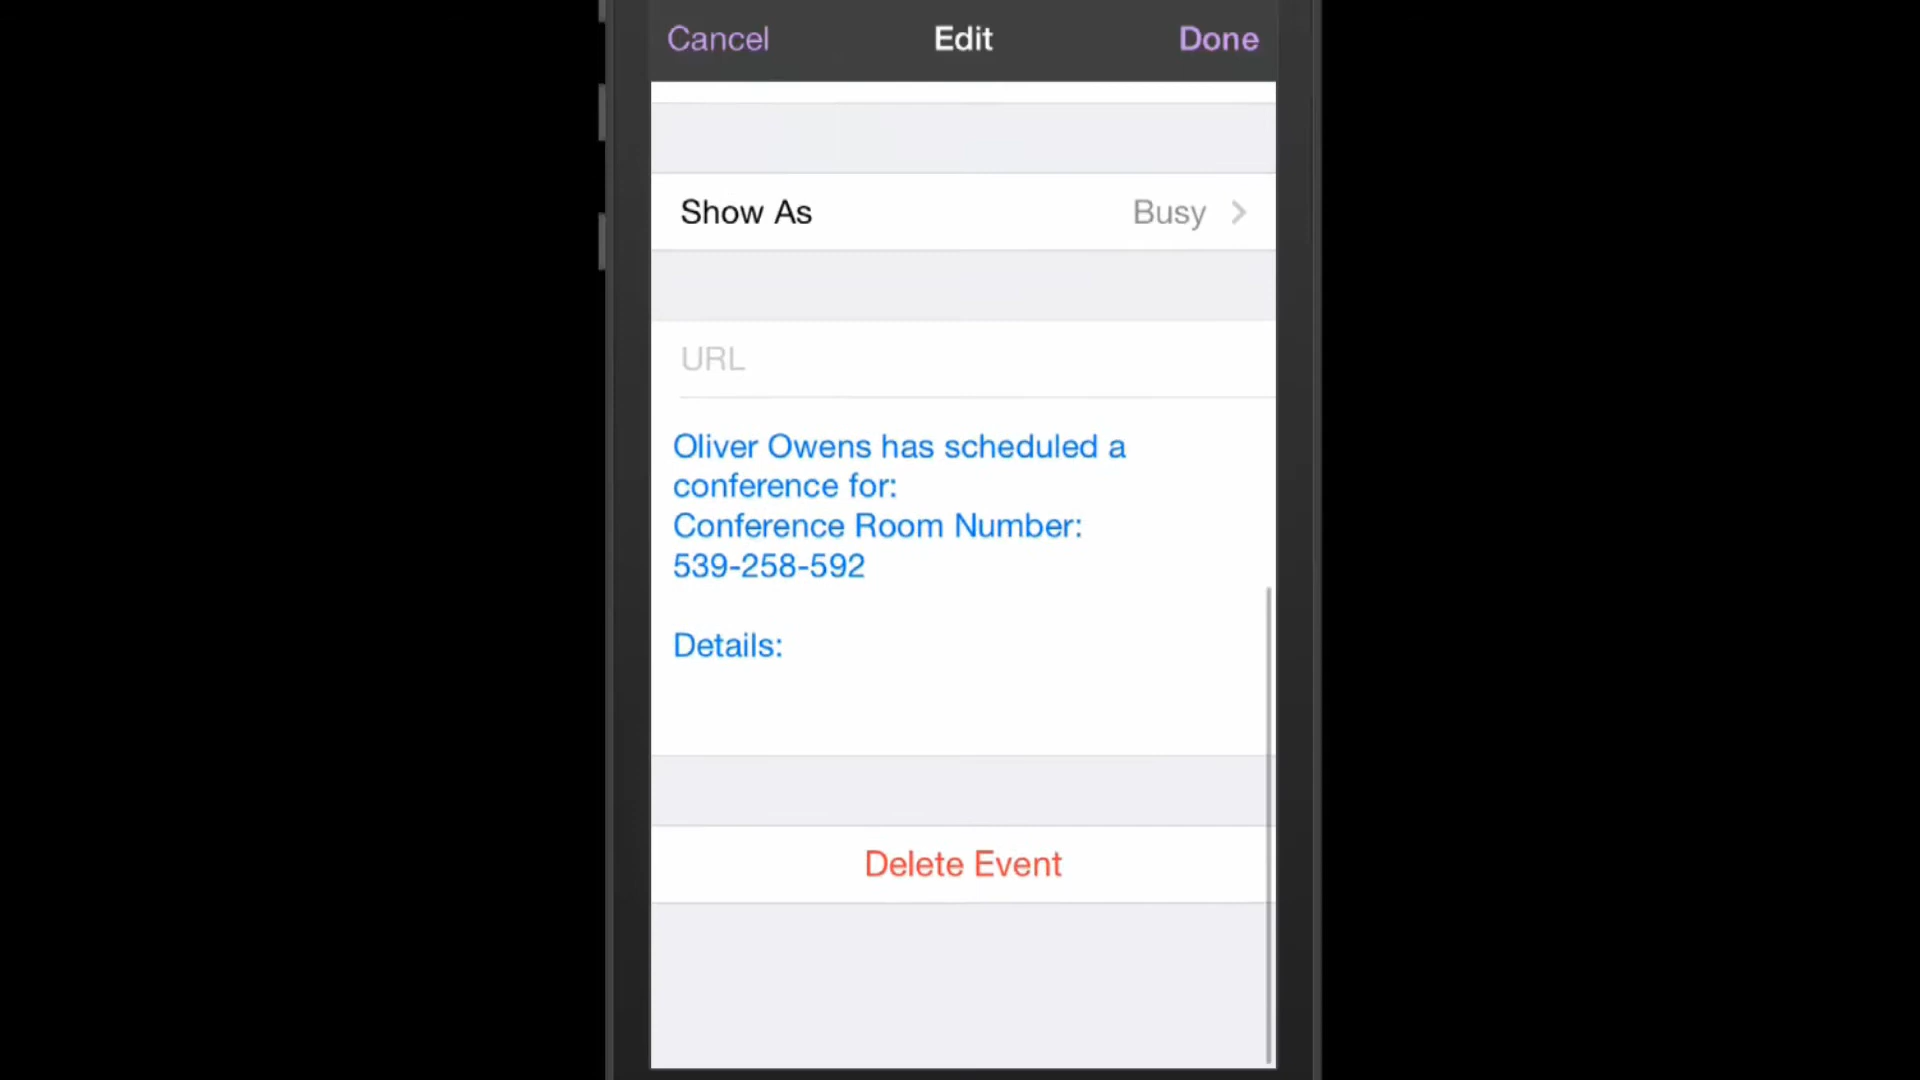 Cancel Edit Done
Show As Busy
URL
Oliver Owens has scheduled a
conference for:
Conference Room Number:
539-258-592
Details:
Delete Event